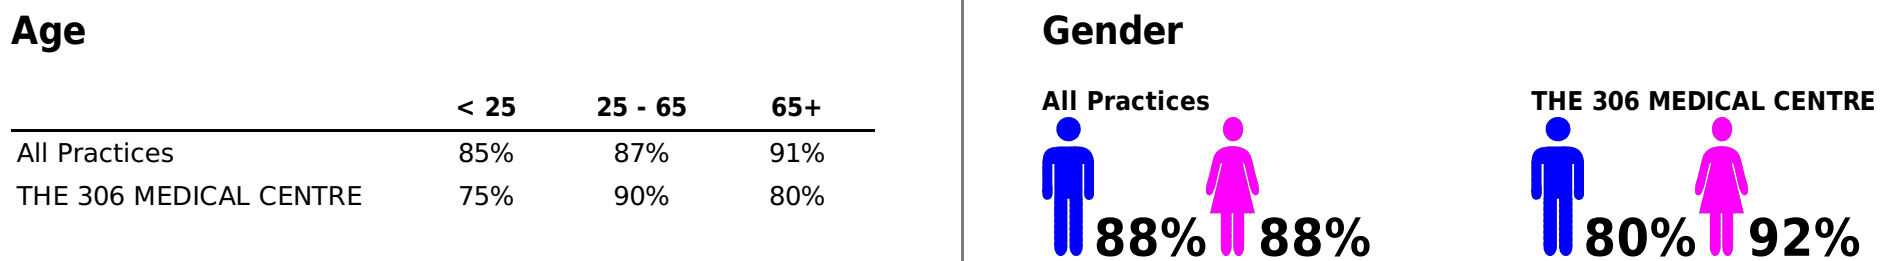 Age
< 25 25 - 65 65+
All Practices 85% 87% 91%
THE 306 MEDICAL CENTRE 75% 90% 80%
Gender
All Practices THE 306 MEDICAL CENTRE
88% 88% 80% 92%